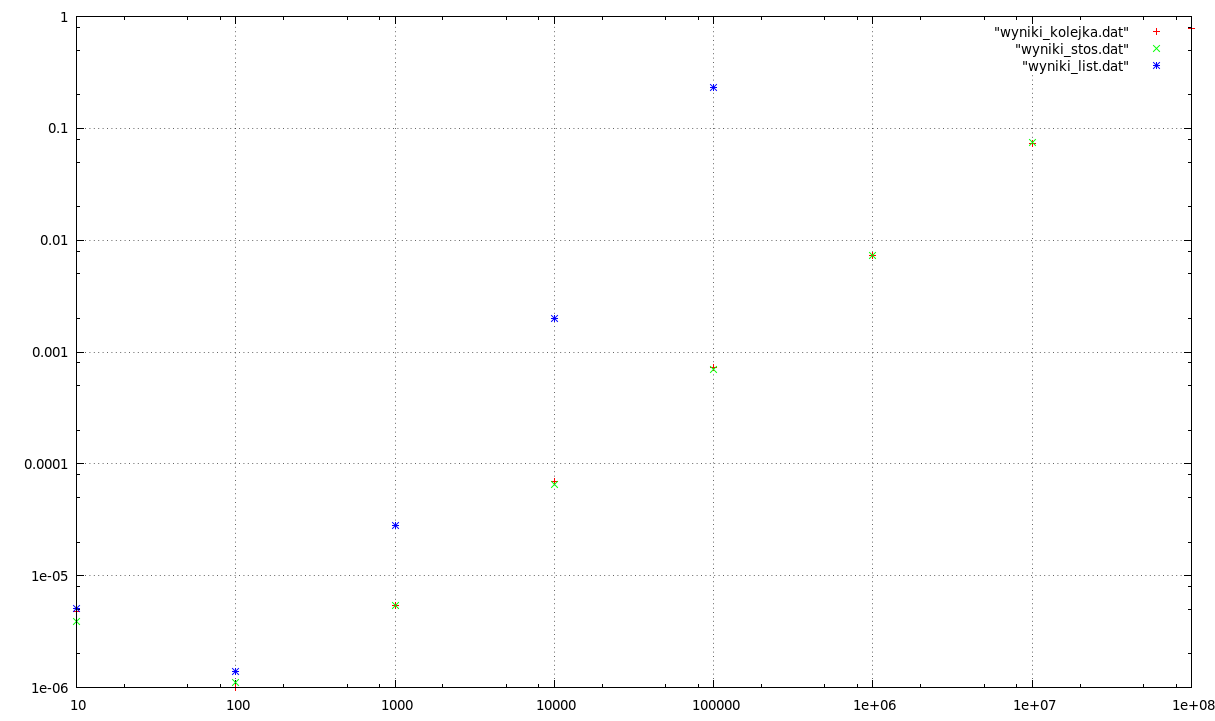 1
"wyniki_kolejka.dat"
"wyniki_stos.dat"
"wyniki_list.dat"
0.1
0.01
0.001
0.0001
1e-05
1e-06
10 100 1000 10000 100000 1e+06 1e+07 1e+08